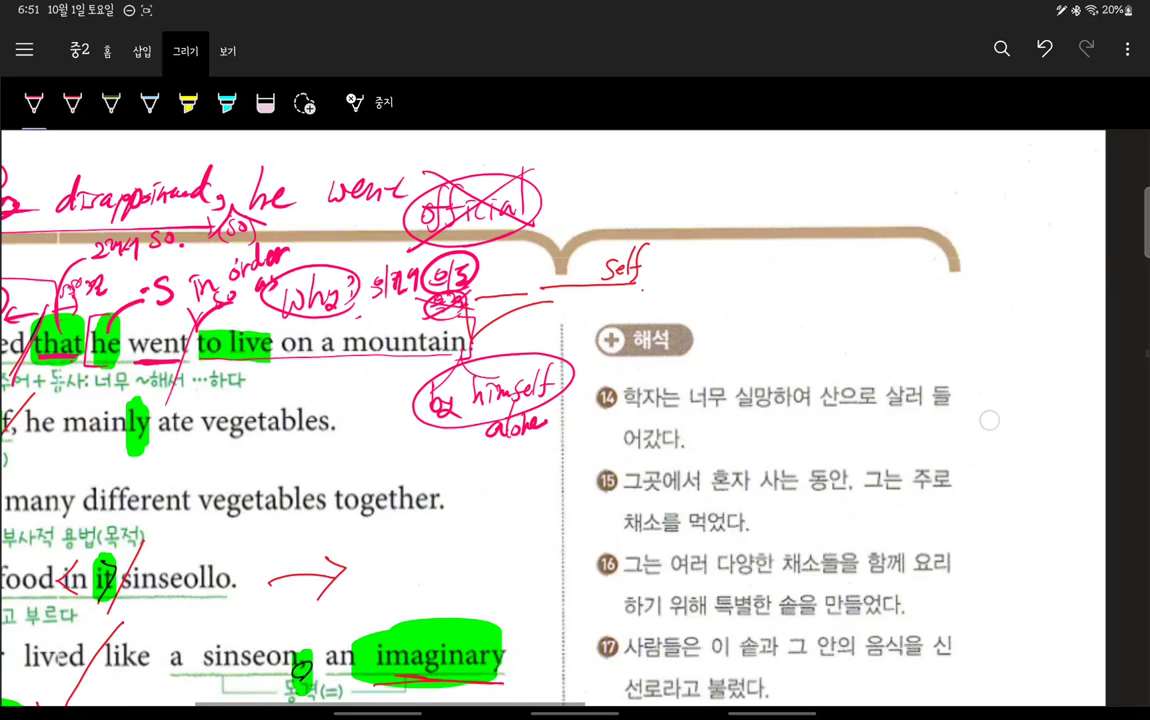 6:51 10월 1일 토요일
20%
중2 홈 삽입 그리기 보기
중지
disappointed, he went official
(so)
in order
so as
-S
Why?
self
ed that he went to live on a mountain.
주어+동사: 너무 ~해서 …하다
by himself
alone
f, he mainly ate vegetables.
many different vegetables together.
부사적 용법(목적)
food in it sinseollo.
고 부르다
lived like a sinseon, an imaginary
동격(=)
해석
14 학자는 너무 실망하여 산으로 살러 들
어갔다.
15 그곳에서 혼자 사는 동안, 그는 주로
채소를 먹었다.
16 그는 여러 다양한 채소들을 함께 요리
하기 위해 특별한 솥을 만들었다.
17 사람들은 이 솥과 그 안의 음식을 신
선로라고 불렀다.